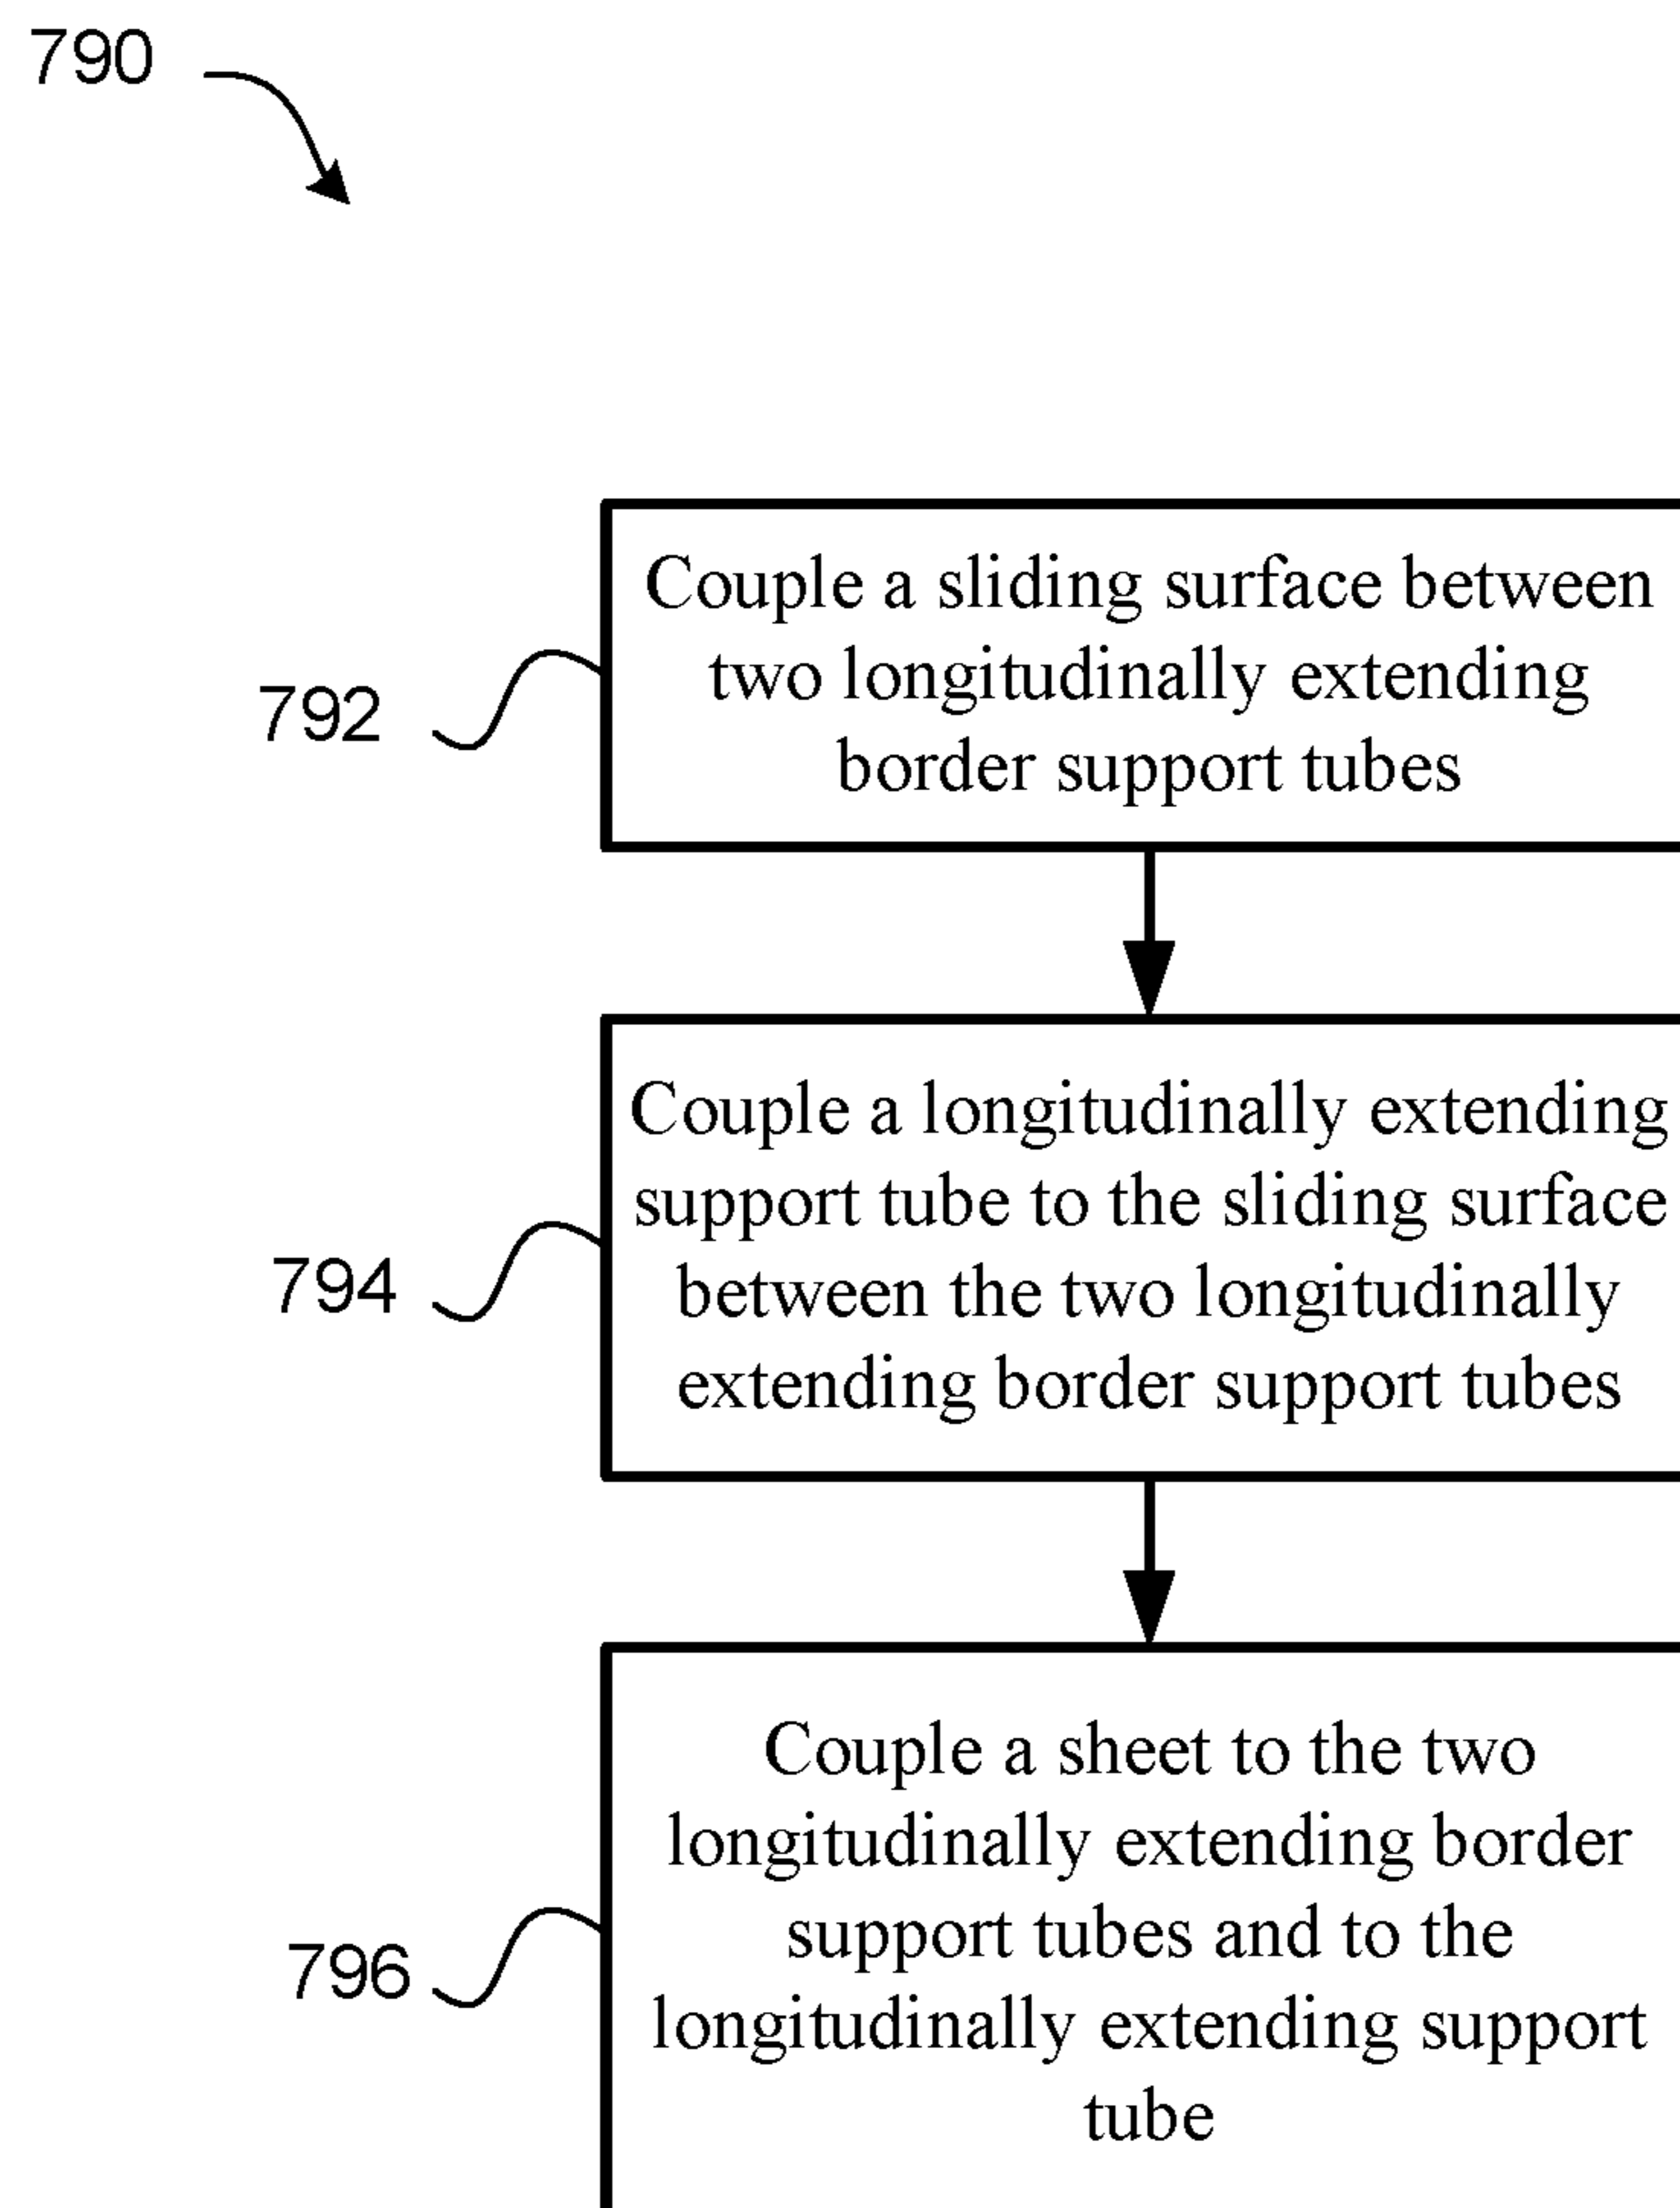 790
Couple a sliding surface between
two longitudinally extending
border support tubes
792
Couple a longitudinally extending
support tube to the sliding surface
between the two longitudinally
extending border support tubes
794
Couple a sheet to the two
longitudinally extending border
support tubes and to the
longitudinally extending support
tube
796